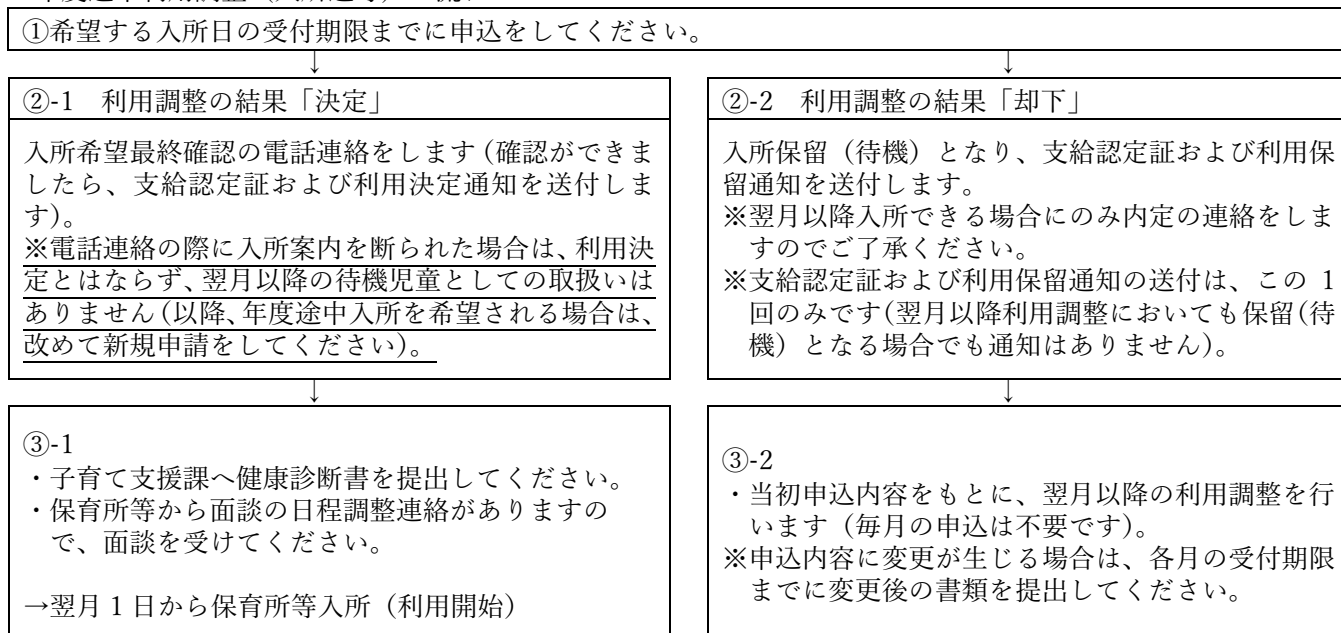 ①希望する入所日の受付期限までに申込をしてください。
↓
↓
②-1　利用調整の結果「決定」
入所希望最終確認の電話連絡をします(確認ができま
したら、支給認定証および利用決定通知を送付しま
す)。
※電話連絡の際に入所案内を断られた場合は、利用決
定とはならず、翌月以降の待機児童としての取扱いは
ありません(以降、年度途中入所を希望される場合は、
改めて新規申請をしてください)。
②-2　利用調整の結果「却下」
入所保留（待機）となり、支給認定証および利用保
留通知を送付します。
※翌月以降入所できる場合にのみ内定の連絡をしま
すのでご了承ください。
※支給認定証および利用保留通知の送付は、この 1
回のみです(翌月以降利用調整においても保留(待
機）となる場合でも通知はありません)。
↓
↓
③-1
・子育て支援課へ健康診断書を提出してください。
・保育所等から面談の日程調整連絡がありますの
で、面談を受けてください。
→翌月 1 日から保育所等入所（利用開始）
③-2
・当初申込内容をもとに、翌月以降の利用調整を行
います（毎月の申込は不要です)。
※申込内容に変更が生じる場合は、各月の受付期限
までに変更後の書類を提出してください。